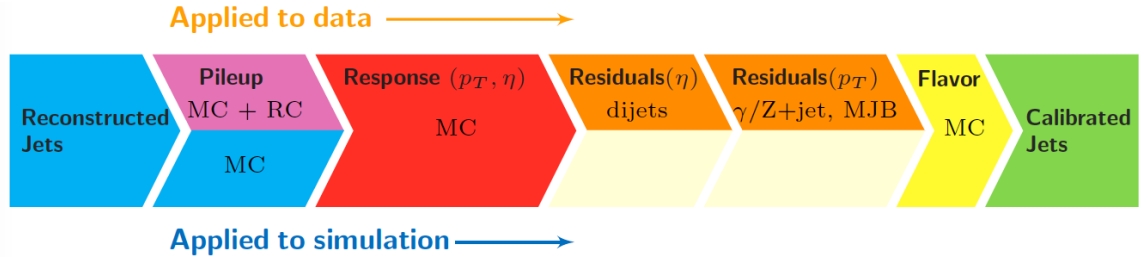 Applied to data
Reconstructed
Jets
Pileup
MC + RC
MC
Response (p_T, η)
MC
Residuals(η)
dijets
Residuals(p_T)
γ/Z+jet, MJB
Flavor
MC
Calibrated
Jets
Applied to simulation